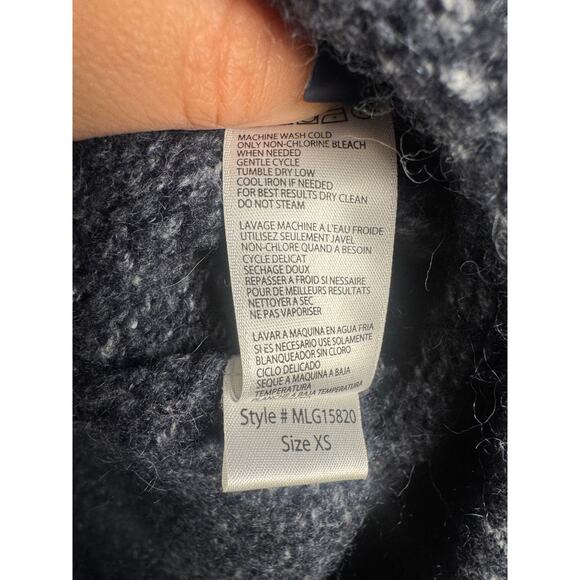 MACHINE WASH COLD
ONLY NON-CHLORINE BLEACH
WHEN NEEDED
GENTLE CYCLE
TUMBLE DRY LOW
COOL IRON IF NEEDED
FOR BEST RESULTS DRY CLEAN
DO NOT STEAM
LAVAGE MACHINE A L'EAU FROIDE
UTILISEZ SEULEMENT JAVEL
NON-CHLORE QUAND A BESOIN
CYCLE DELICAT
SECHAGE DOUX
REPASSER A FROID SI NESSAIRE
POUR DE MEILLEURS RESULTATS
NETTOYER A SEC
NE PAS VAPORISER
LAVAR A MAQUINA EN AGUA FRIA
SI ES NECESARIO USE SOLAMENTE
BLANQUEADOR SIN CLORO
CICLO DELICADO
SEQUE A MAQUINA A BAJA
TEMPERATURA
PLANCHE A BAJA TEMPERATURA
Style # MLG15820
Size XS